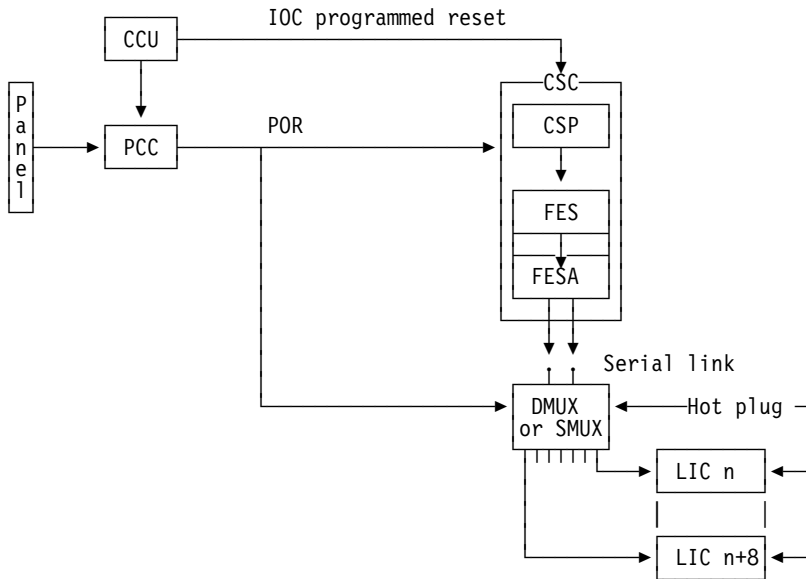 IOC programmed reset
CCU
CSC
Panel
PCC
POR
CSP
FES
FESA
Serial link
DMUX
or SMUX
Hot plug
LIC n
LIC n+8